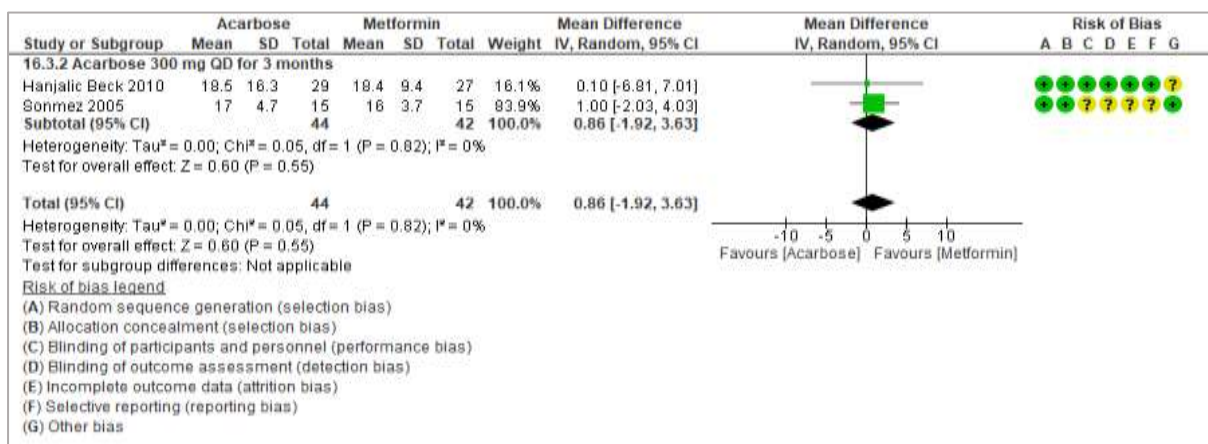 Acarbose Metformin Mean Difference Mean Difference Risk of Bias
Study or Subgroup Mean SD Total Mean SD Total Weight IV, Random, 95% CI IV, Random, 95% CI A B C D E F G
16.3.2 Acarbose 300 mg QD for 3 months
Hanjalic Beck 2010 18.5 16.3 29 18.4 9.4 27 16.1% 0.10 [-6.81, 7.01] + + + + + + ?
Sonmez 2005 17 4.7 15 16 3.7 15 83.9% 1.00 [-2.03, 4.03] + + ? ? ? ? +
Subtotal (95% CI) 44 42 100.0% 0.86 [-1.92, 3.63]
Heterogeneity: Tau² = 0.00; Chi² = 0.05, df = 1 (P = 0.82); I² = 0%
Test for overall effect: Z = 0.60 (P = 0.55)
Total (95% CI) 44 42 100.0% 0.86 [-1.92, 3.63]
Heterogeneity: Tau² = 0.00; Chi² = 0.05, df = 1 (P = 0.82); I² = 0%
Test for overall effect: Z = 0.60 (P = 0.55)
Test for subgroup differences: Not applicable
-10 -5 0 5 10
Favours [Acarbose] Favours [Metformin]
Risk of bias legend
(A) Random sequence generation (selection bias)
(B) Allocation concealment (selection bias)
(C) Blinding of participants and personnel (performance bias)
(D) Blinding of outcome assessment (detection bias)
(E) Incomplete outcome data (attrition bias)
(F) Selective reporting (reporting bias)
(G) Other bias